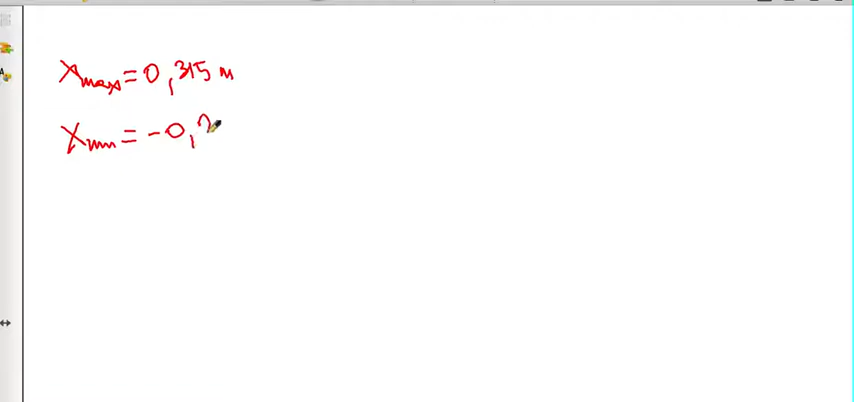 Xmax = 0,315 м
Xmin = -0,